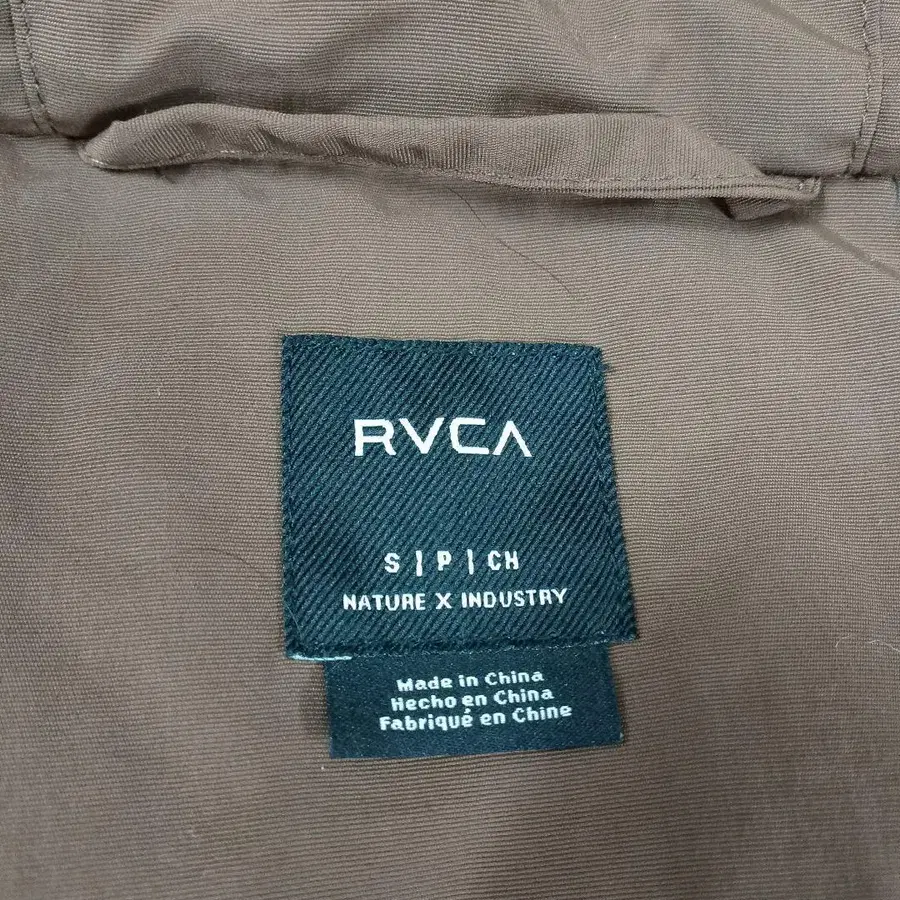 RVCA
S | P | CH
NATURE X INDUSTRY
Made in China
Hecho en China
Fabriqué en Chine